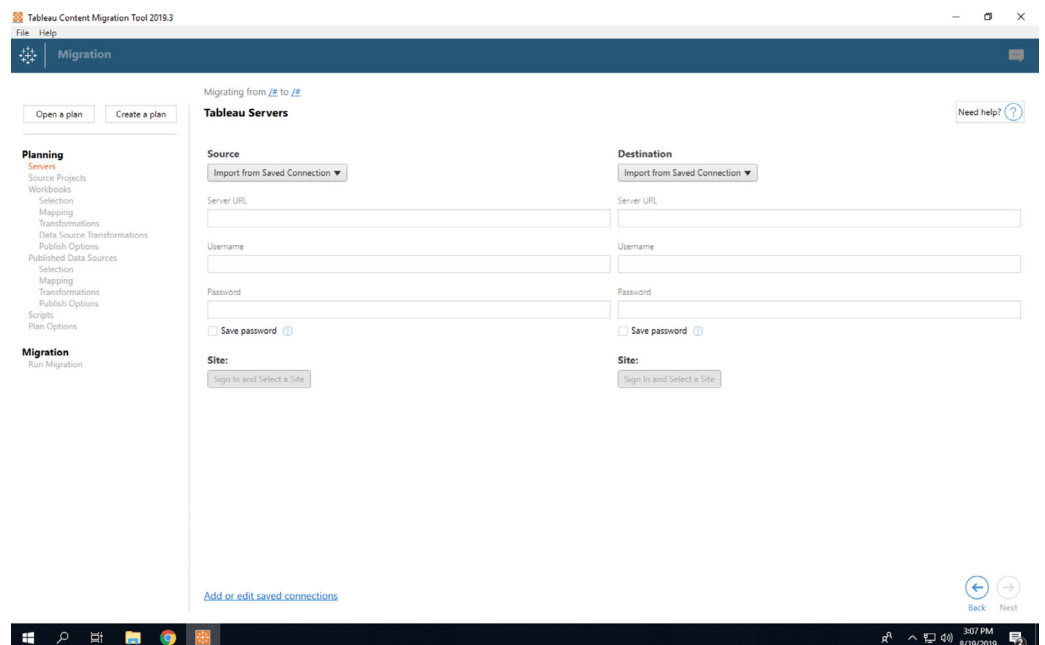 Tableau Content Migration Tool 2019.3
File Help
Migration
Migrating from /# to /#
Open a plan Create a plan
Tableau Servers
Need help? ?
Planning
Servers
Source Projects
Workbooks
Selection
Mapping
Transformations
Data Source Transformations
Publish Options
Published Data Sources
Selection
Mapping
Transformations
Publish Options
Scripts
Plan Options
Migration
Run Migration
Source
Import from Saved Connection
Server URL
Username
Password
Save password ?
Site:
Sign In and Select a Site
Destination
Import from Saved Connection
Server URL
Username
Password
Save password ?
Site:
Sign In and Select a Site
Add or edit saved connections
Back Next
3:07 PM
8/19/2019
2